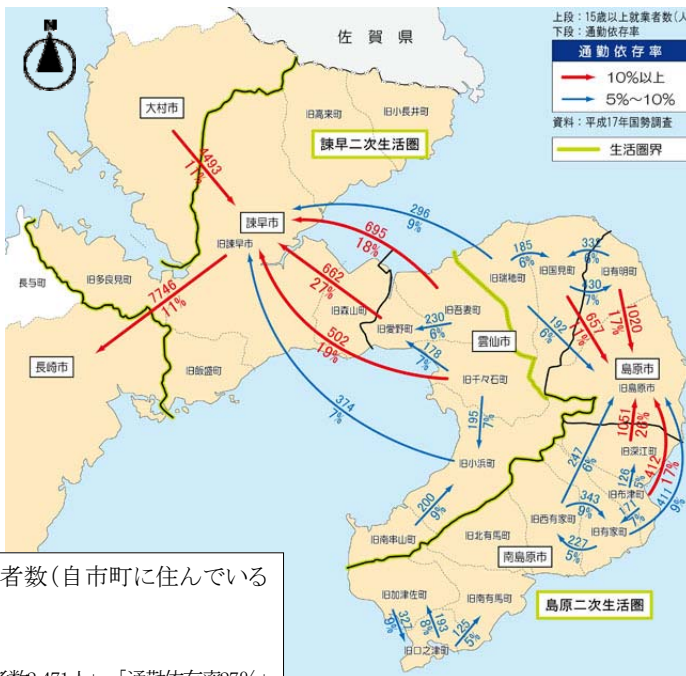 佐賀県
上段：15歳以上就業者数(人
下段：通勤依存率
通勤依存率
10%以上
5%～10%
資料：平成17年国勢調査
生活圏界
大村市
旧高来町
旧小長井町
諫早二次生活圏
4493
11%
諫早市
旧諫早市
296
9%
695
18%
185
6%
6%
旧瑞穂町
旧国見町
旧有明町
430
7%
長与町
旧多良見町
7746
11%
662
27%
旧森山町
旧愛野町
旧吾妻町
230
6%
192
6%
657
11%
1020
17%
雲仙市
島原市
旧島原市
長崎市
旧飯盛町
502
19%
178
7%
旧千々石町
374
7%
195
7%
1051
26%
旧深江町
旧小浜町
247
6%
126
5%
412
17%
411
9%
旧布津町
200
9%
343
9%
171
7%
旧西有家町
旧有家町
旧南串山町
旧北有馬町
227
5%
南島原市
者数(自市町に住んでいる
旧加津佐町
旧南有馬町
島原二次生活圏
327
9%
193
8%
125
5%
旧口之津町